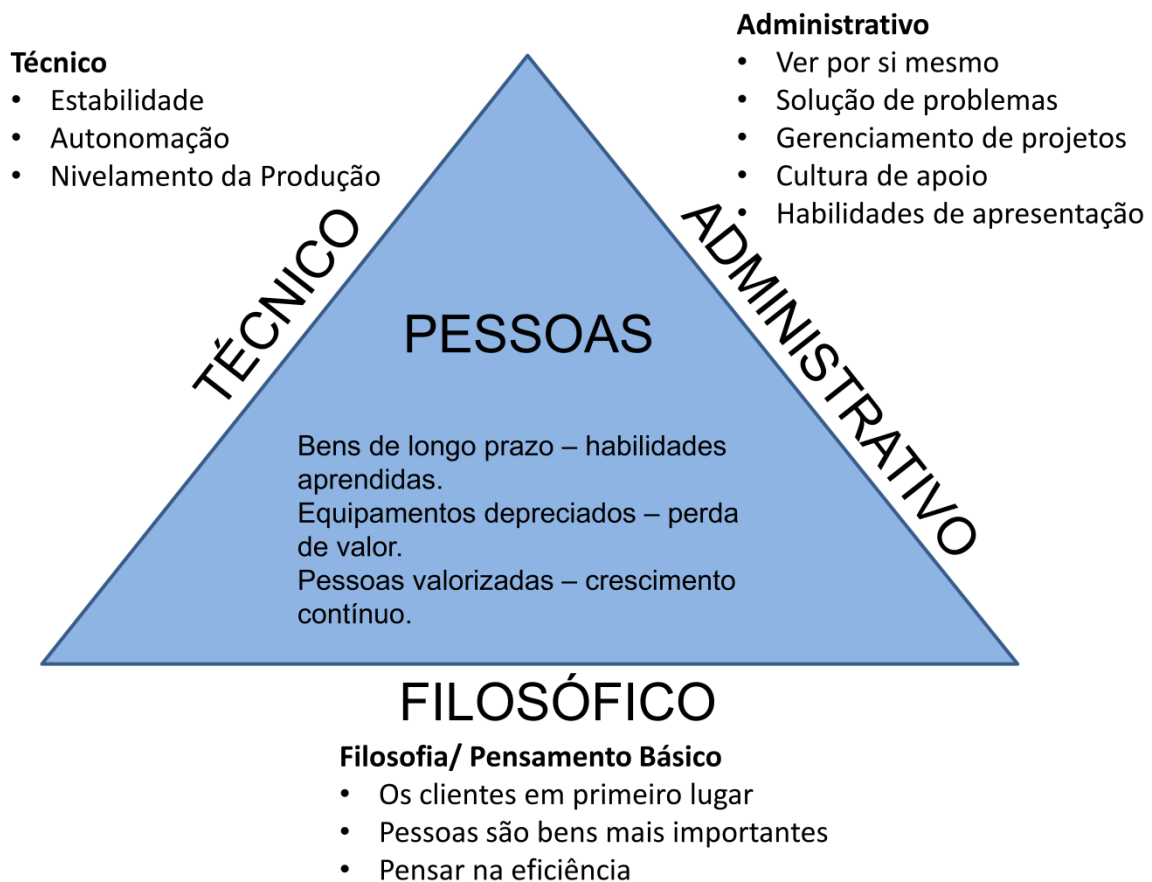 Técnico
• Estabilidade
• Autonomação
• Nivelamento da Produção
Administrativo
• Ver por si mesmo
• Solução de problemas
• Gerenciamento de projetos
• Cultura de apoio
• Habilidades de apresentação
TÉCNICO
ADMINISTRATIVO
PESSOAS
Bens de longo prazo – habilidades
aprendidas.
Equipamentos depreciados – perda
de valor.
Pessoas valorizadas – crescimento
contínuo.
FILOSÓFICO
Filosofia/ Pensamento Básico
• Os clientes em primeiro lugar
• Pessoas são bens mais importantes
• Pensar na eficiência